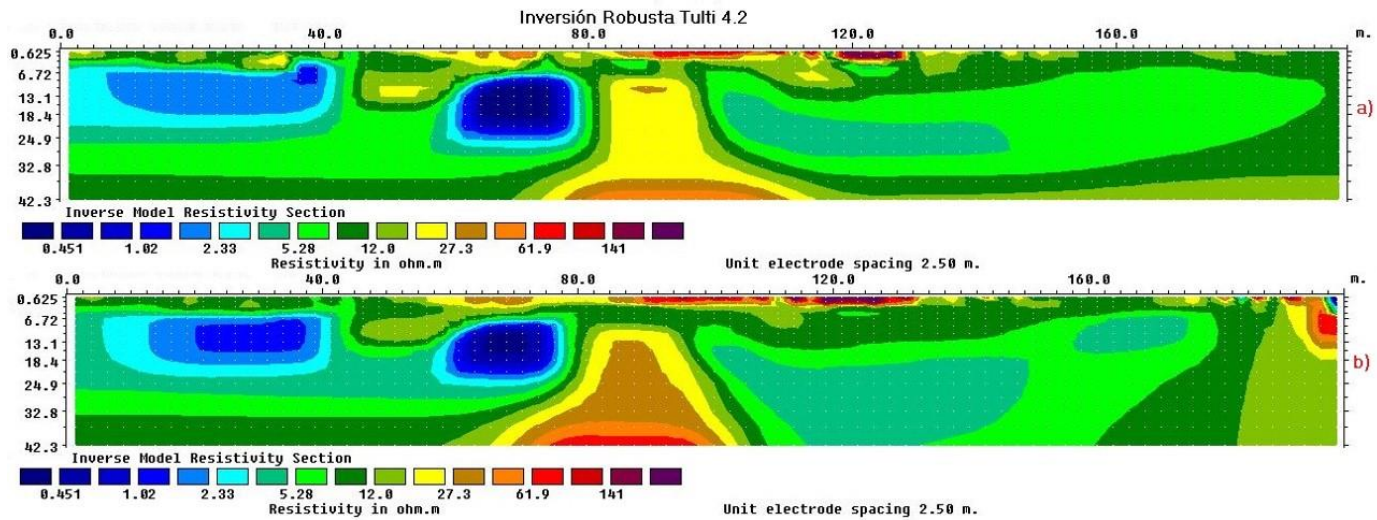 Inversión Robusta Tulti 4.2
0.0 40.0 80.0 120.0 160.0 m.
0.625
6.72
13.1
18.4
24.9
32.8
42.3
a)
Inverse Model Resistivity Section
0.451 1.02 2.33 5.28 12.0 27.3 61.9 141
Resistivity in ohm.m Unit electrode spacing 2.50 m.
0.0 40.0 80.0 120.0 160.0 m.
0.625
6.72
13.1
18.4
24.9
32.8
42.3
b)
Inverse Model Resistivity Section
0.451 1.02 2.33 5.28 12.0 27.3 61.9 141
Resistivity in ohm.m Unit electrode spacing 2.50 m.